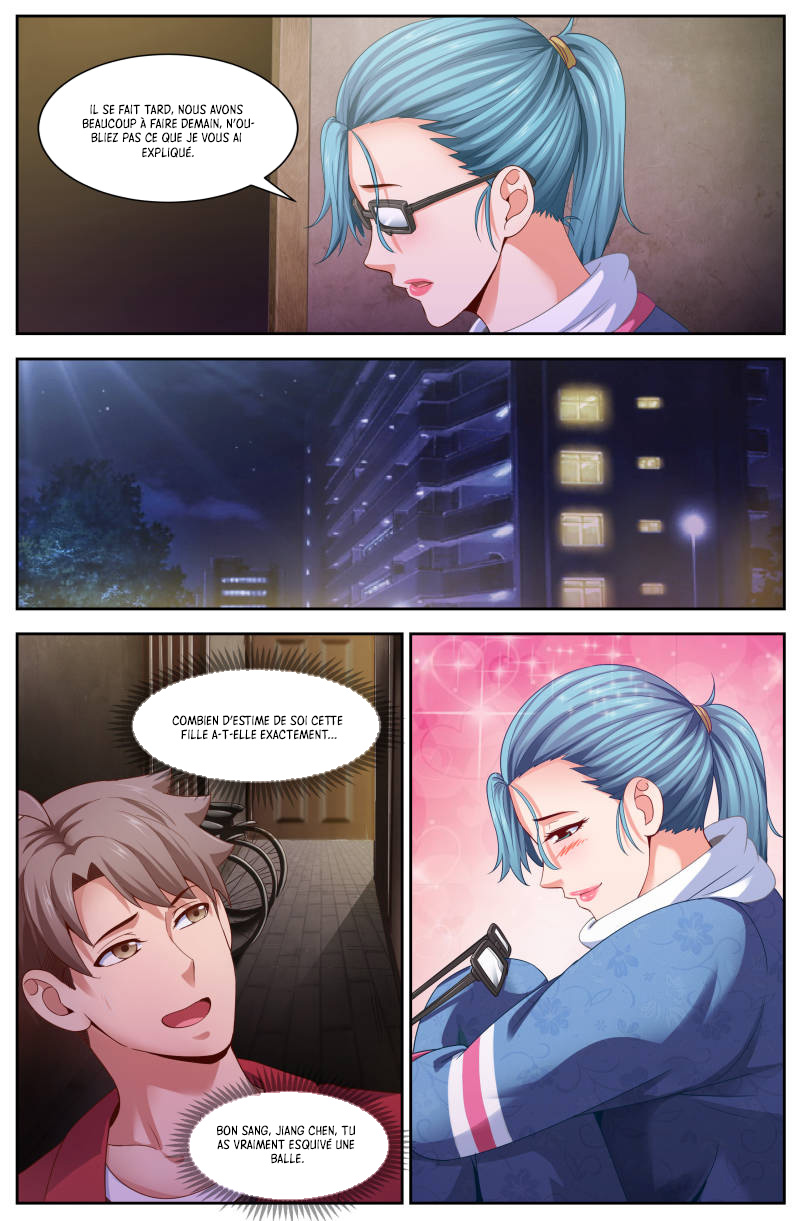 IL SE FAIT TARD, NOUS AVONS
BEAUCOUP À FAIRE DEMAIN, N'OU-
BLIEZ PAS CE QUE JE VOUS AI
EXPLIQUÉ.
COMBIEN D'ESTIME DE SOI CETTE
FILLE A-T-ELLE EXACTEMENT...
BON SANG, JIANG CHEN, TU
AS VRAIMENT ESQUIVÉ UNE
BALLE.